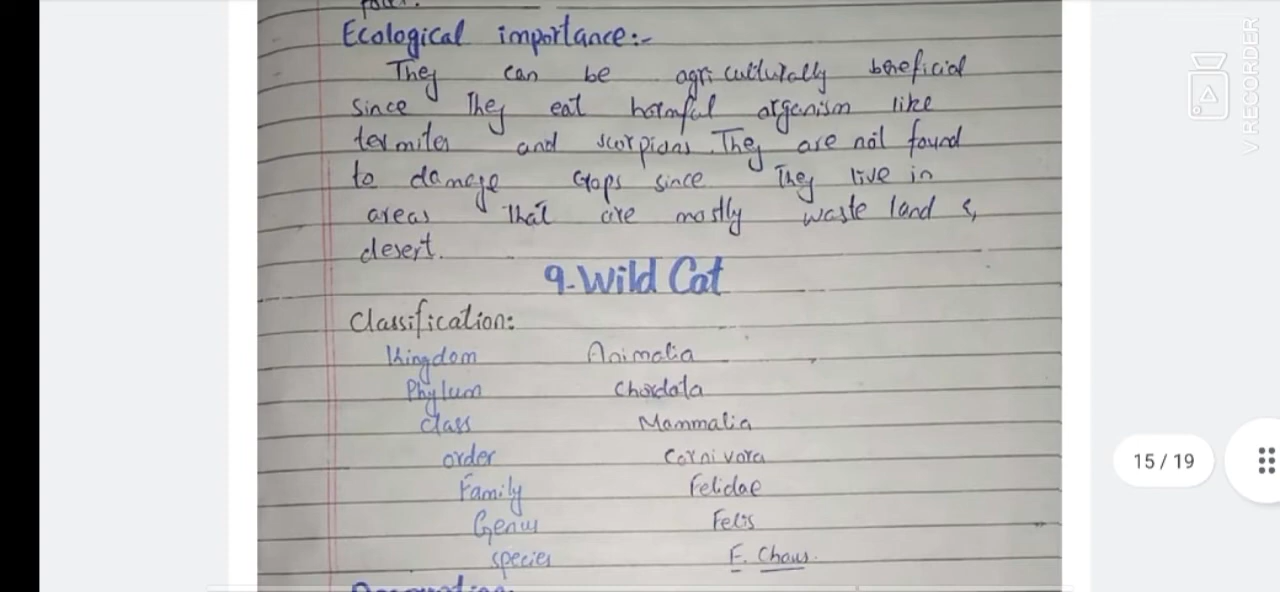 Ecological importance:-
They can be agriculturally beneficial
since They eat harmful organism like
termites and scorpions. They are not found
to damage Crops since They live in
areas That are mostly waste land &
desert.
9-Wild Cat
Classification:
Kingdom Animalia
Phylum Chordata
class Mammalia
order Carnivora
Family Felidae
Genus Felis
species F. Chaus.
15 / 19
V RECORDER